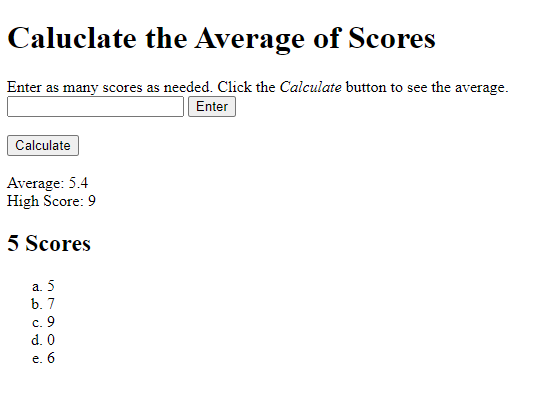 Caluclate the Average of Scores
Enter as many scores as needed. Click the Calculate button to see the average.
Enter
Calculate
Average: 5.4
High Score: 9
5 Scores
a. 5
b. 7
c. 9
d. 0
e. 6